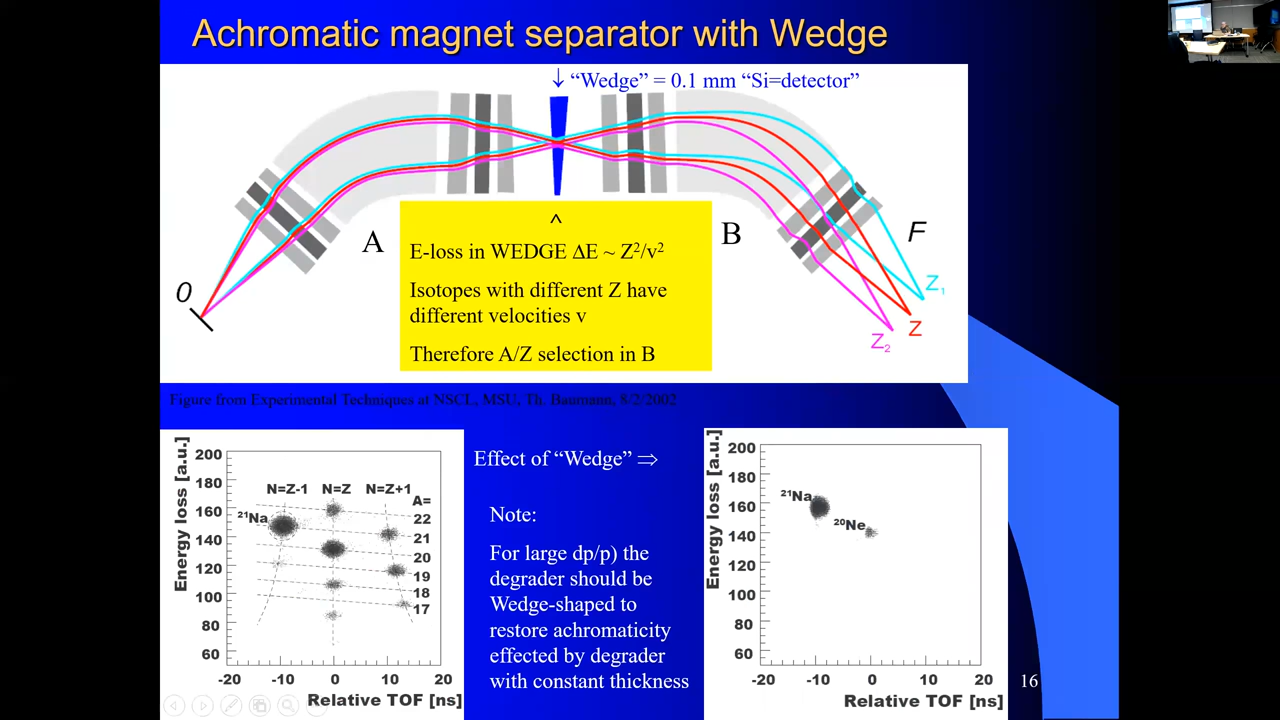 Achromatic magnet separator with Wedge
↓ “Wedge” = 0.1 mm “Si=detector”
0
A
B
F
Z1
Z
Z2
^
E-loss in WEDGE ΔE ~ Z²/v²
Isotopes with different Z have
different velocities v
Therefore A/Z selection in B
Figure from Experimental Techniques at NSCL, MSU, Th. Baumann, 8/2/2002
Energy loss [a.u.]
200
180
160
140
120
100
80
60
N=Z-1 N=Z N=Z+1
A=
22
21
20
19
18
17
²¹Na
-20 -10 0 10 20
Relative TOF [ns]
Effect of “Wedge” ⇒
Note:
For large dp/p) the
degrader should be
Wedge-shaped to
restore achromaticity
effected by degrader
with constant thickness
Energy loss [a.u.]
200
180
160
140
120
100
80
60
²¹Na
²⁰Ne
-20 -10 0 10 20
Relative TOF [ns]
16